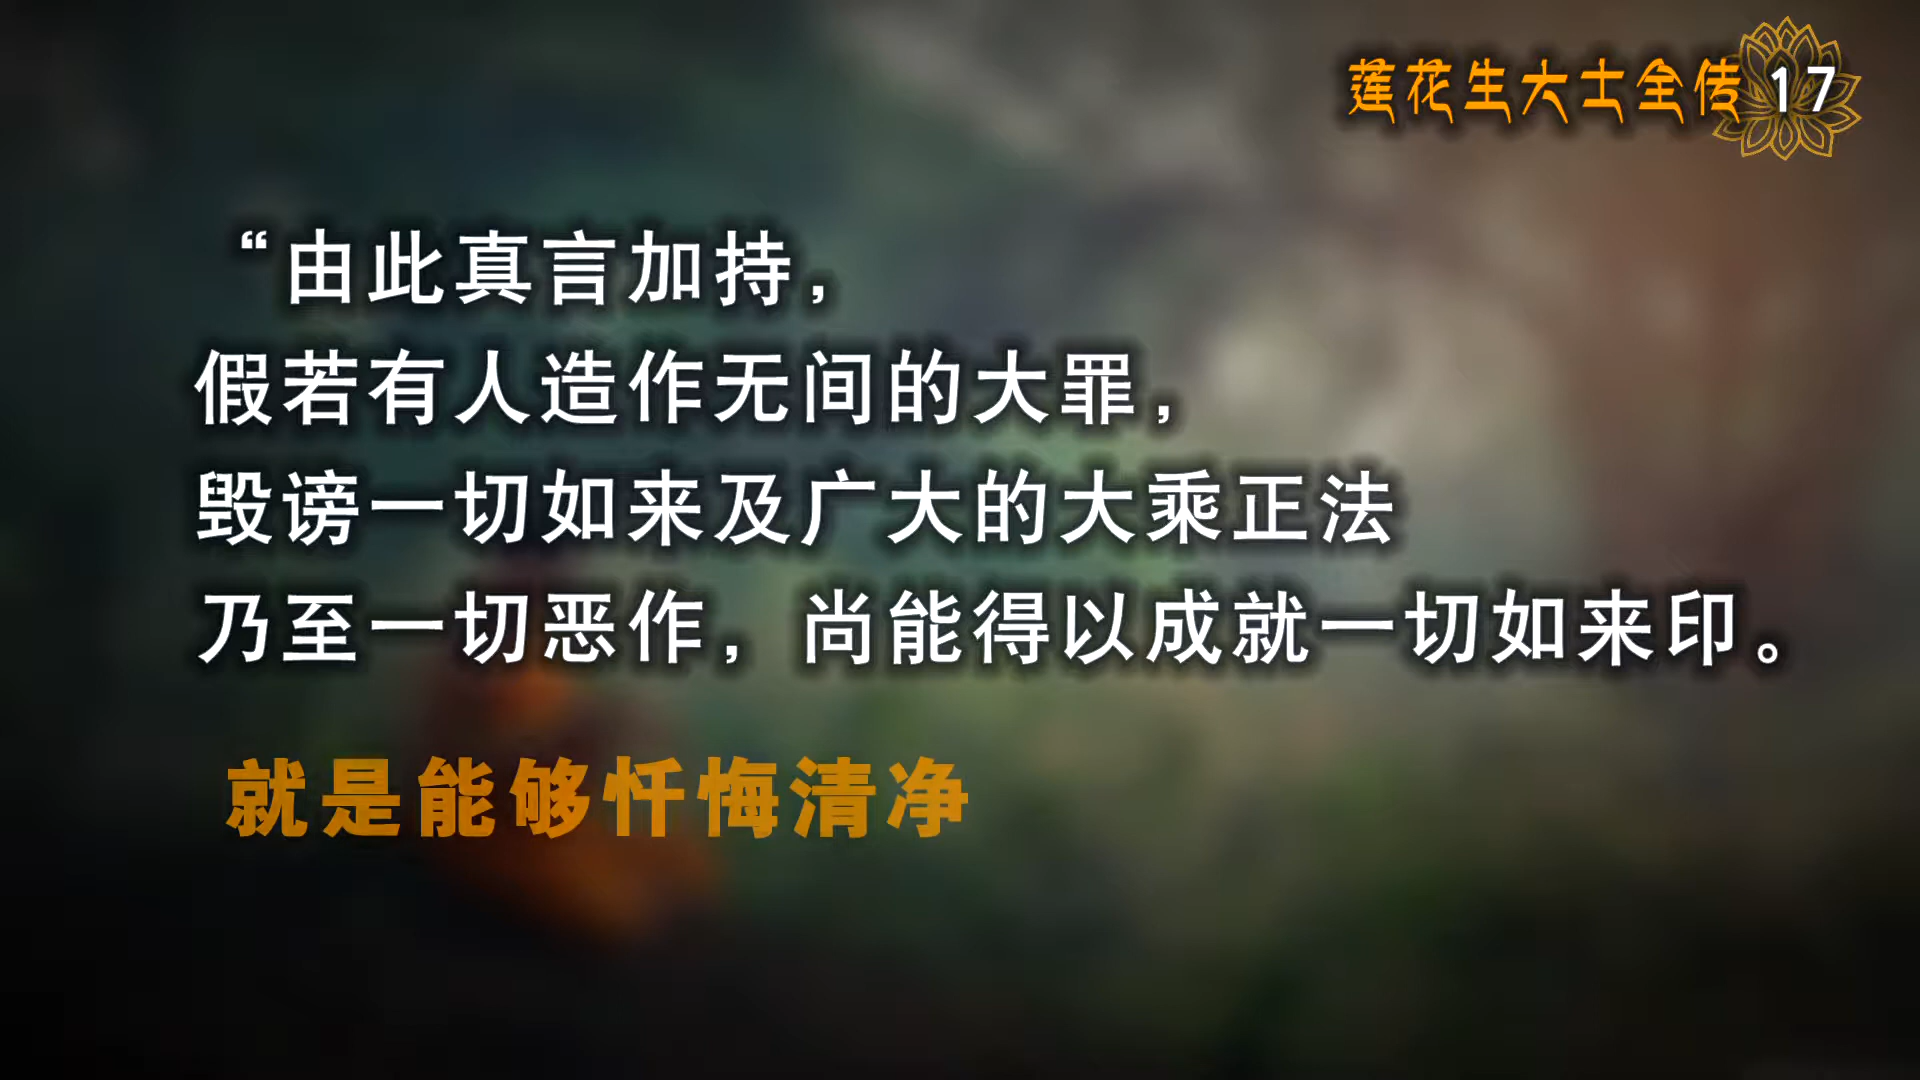 莲花生大士全传 17
“由此真言加持，
假若有人造作无间的大罪，
毁谤一切如来及广大的大乘正法
乃至一切恶作，尚能得以成就一切如来印。
就是能够忏悔清净